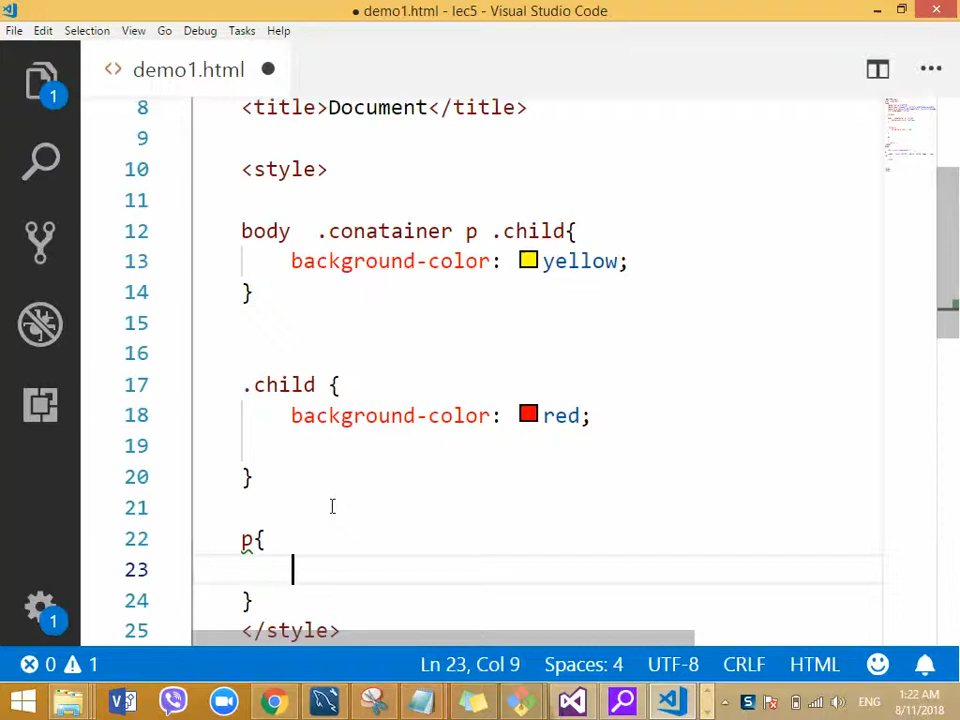 demo1.html - lec5 - Visual Studio Code
File Edit Selection View Go Debug Tasks Help
1
<> demo1.html
8 <title>Document</title>
9
10 <style>
11
12 body  .conatainer p .child{
13 background-color: yellow;
14 }
15
16
17 .child {
18 background-color: red;
19
20 }
21
22 p{
23
24 }
25 </style>
1
0 1 Ln 23, Col 9 Spaces: 4 UTF-8 CRLF HTML
ENG
1:22 AM
8/11/2018